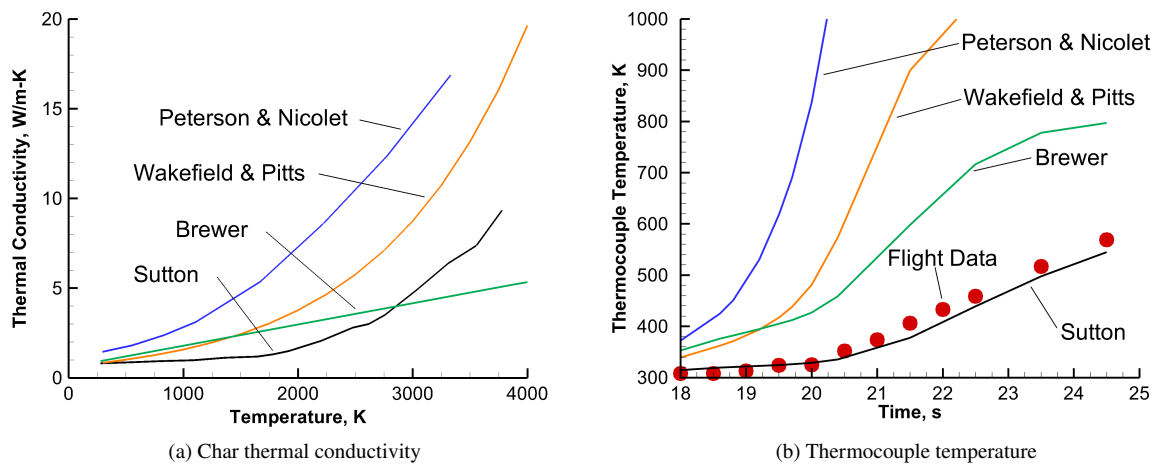 20
15
10
5
0
0
1000
2000
3000
4000
Thermal Conductivity, W/m-K
Temperature, K
Peterson & Nicolet
Wakefield & Pitts
Brewer
Sutton
(a) Char thermal conductivity
1000
900
800
700
600
500
400
300
18
19
20
21
22
23
24
25
Thermocouple Temperature, K
Time, s
Peterson & Nicolet
Wakefield & Pitts
Brewer
Flight Data
Sutton
(b) Thermocouple temperature